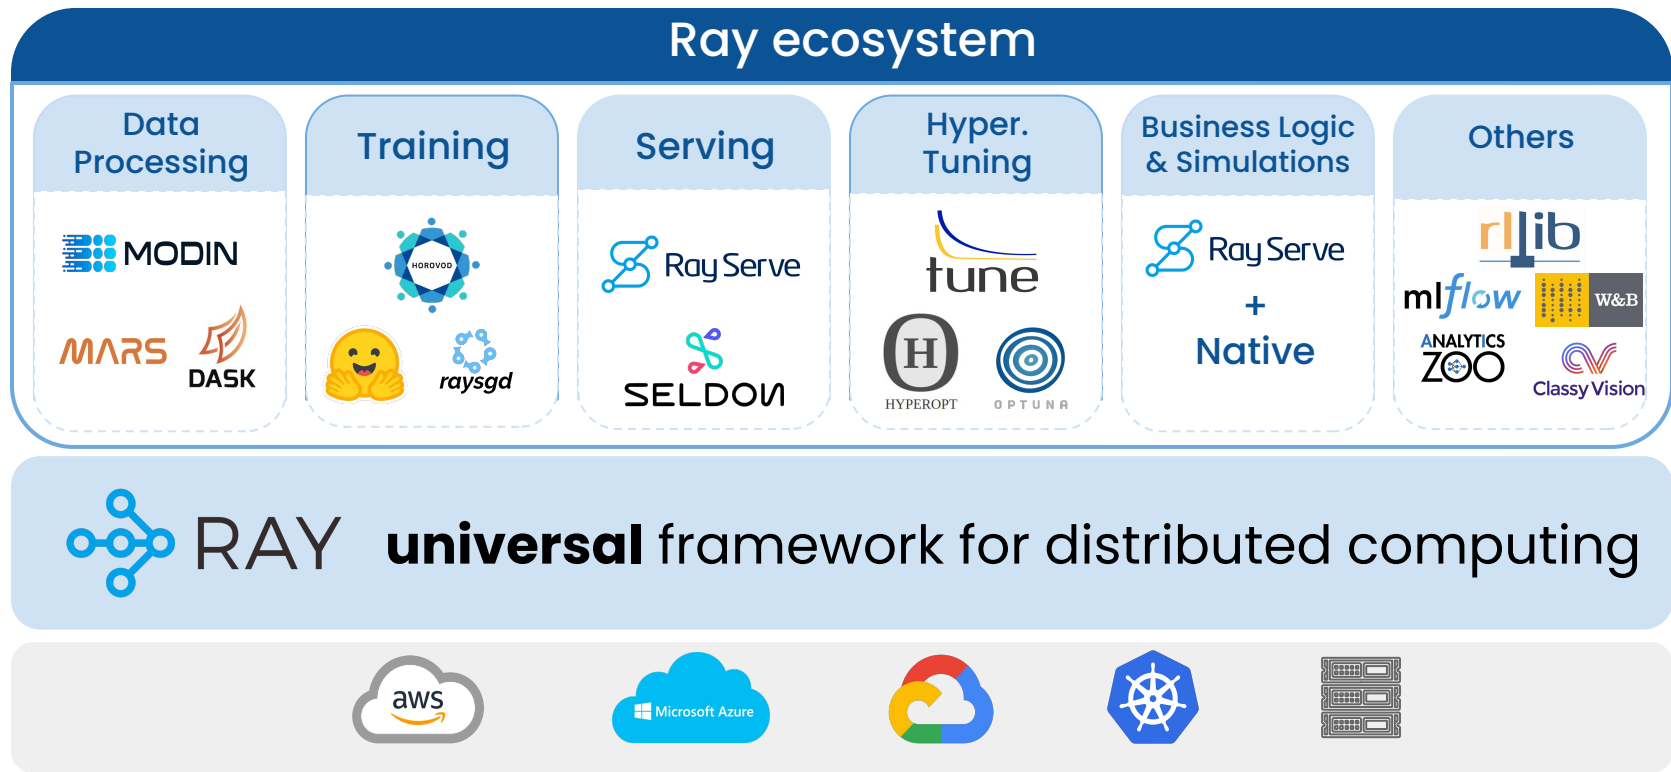 Ray ecosystem
Data
Processing
MODIN
MARS
DASK
Training
HOROVOD
raysgd
Serving
Ray Serve
SELDON
Hyper.
Tuning
tune
H
HYPEROPT
OPTUNA
Business Logic
& Simulations
Ray Serve
+
Native
Others
rllib
mlflow
W&B
ANALYTICS
ZOO
Classy Vision
RAY
universal framework for distributed computing
aws
Microsoft Azure